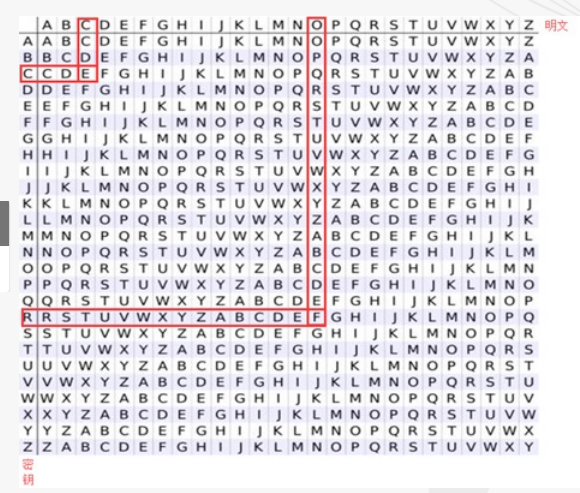 A B C D E F G H I J K L M N O P Q R S T U V W X Y Z 明文
A A B C D E F G H I J K L M N O P Q R S T U V W X Y Z
B B C D E F G H I J K L M N O P Q R S T U V W X Y Z A
C C D E F G H I J K L M N O P Q R S T U V W X Y Z A B
D D E F G H I J K L M N O P Q R S T U V W X Y Z A B C
E E F G H I J K L M N O P Q R S T U V W X Y Z A B C D
F F G H I J K L M N O P Q R S T U V W X Y Z A B C D E
G G H I J K L M N O P Q R S T U V W X Y Z A B C D E F
H H I J K L M N O P Q R S T U V W X Y Z A B C D E F G
I I J K L M N O P Q R S T U V W X Y Z A B C D E F G H
J J K L M N O P Q R S T U V W X Y Z A B C D E F G H I
K K L M N O P Q R S T U V W X Y Z A B C D E F G H I J
L L M N O P Q R S T U V W X Y Z A B C D E F G H I J K
M M N O P Q R S T U V W X Y Z A B C D E F G H I J K L
N N O P Q R S T U V W X Y Z A B C D E F G H I J K L M
O O P Q R S T U V W X Y Z A B C D E F G H I J K L M N
P P Q R S T U V W X Y Z A B C D E F G H I J K L M N O
Q Q R S T U V W X Y Z A B C D E F G H I J K L M N O P
R R S T U V W X Y Z A B C D E F G H I J K L M N O P Q
S S T U V W X Y Z A B C D E F G H I J K L M N O P Q R
T T U V W X Y Z A B C D E F G H I J K L M N O P Q R S
U U V W X Y Z A B C D E F G H I J K L M N O P Q R S T
V V W X Y Z A B C D E F G H I J K L M N O P Q R S T U
W W X Y Z A B C D E F G H I J K L M N O P Q R S T U V
X X Y Z A B C D E F G H I J K L M N O P Q R S T U V W
Y Y Z A B C D E F G H I J K L M N O P Q R S T U V W X
Z Z A B C D E F G H I J K L M N O P Q R S T U V W X Y
密
钥